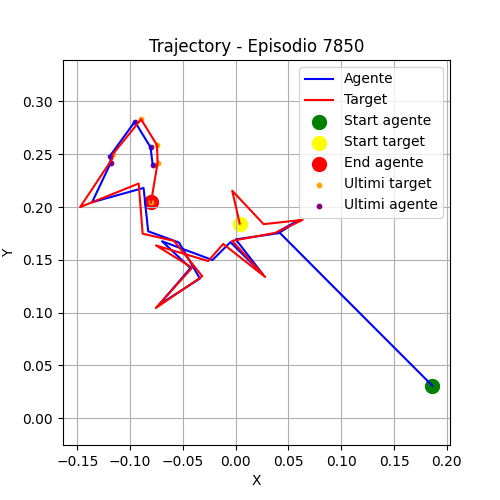 Trajectory - Episodio 7850
Agente
Target
Start agente
Start target
End agente
Ultimi target
Ultimi agente
Y
0.30
0.25
0.20
0.15
0.10
0.05
0.00
−0.15 −0.10 −0.05 0.00 0.05 0.10 0.15 0.20
X